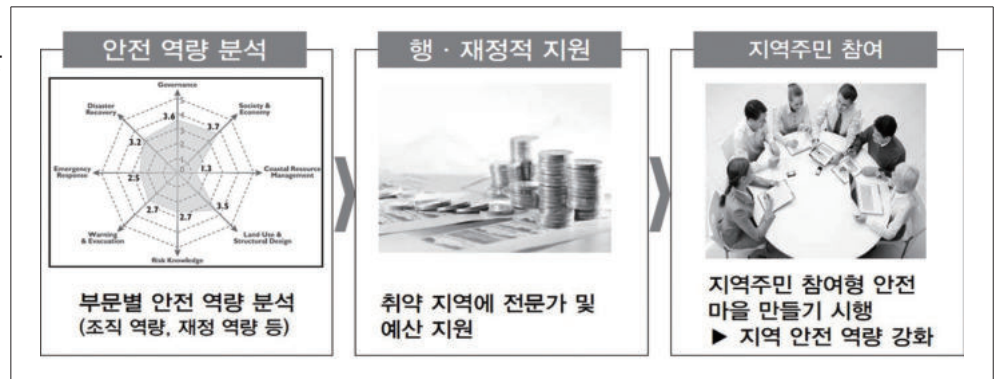 안전 역량 분석
Governance
Disaster
Recovery
Society &
Economy
Emergency
Response
Coastal Resource
Management
Warning
& Evacuation
Land Use &
Structural Design
Risk Knowledge
5
4
3
0
3.6
3.7
3.2
1.3
2.5
2.7
2.7
3.5
부문별 안전 역량 분석
(조직 역량, 재정 역량 등)
행 · 재정적 지원
취약 지역에 전문가 및
예산 지원
지역주민 참여
지역주민 참여형 안전
마을 만들기 시행
▶ 지역 안전 역량 강화